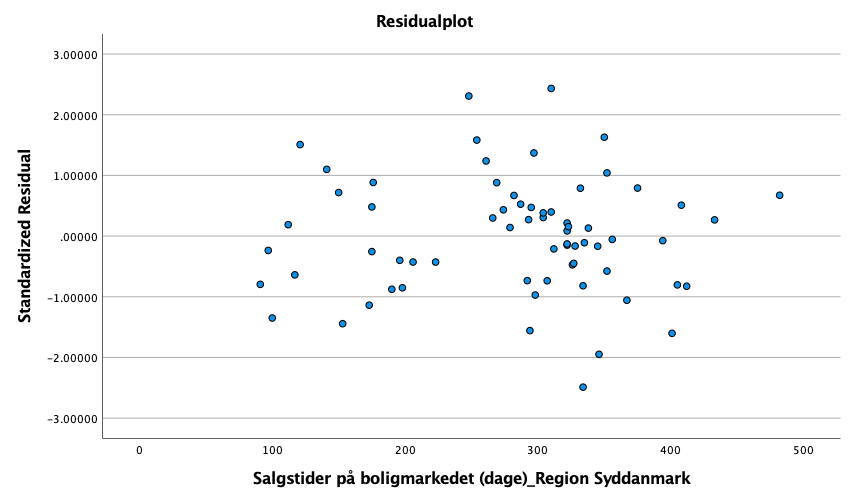 Residualplot
Standardized Residual
3.00000
2.00000
1.00000
.00000
-1.00000
-2.00000
-3.00000
0 100 200 300 400 500
Salgstider på boligmarkedet (dage)_Region Syddanmark